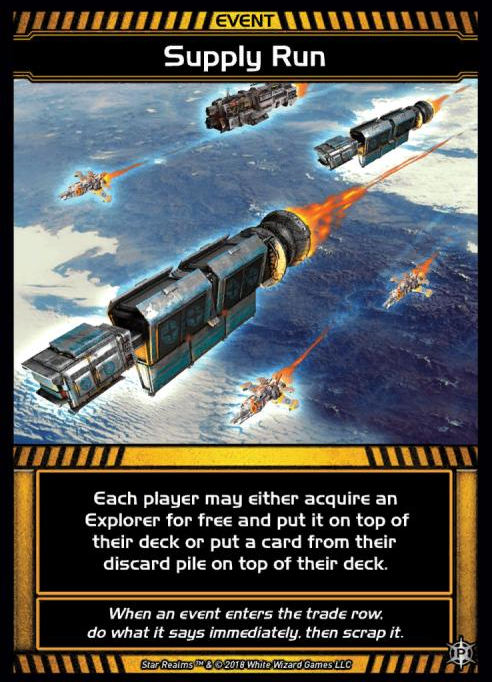 EVENT
Supply Run
Each player may either acquire an
Explorer for free and put it on top of
their deck or put a card from their
discard pile on top of their deck.
When an event enters the trade row,
do what it says immediately, then scrap it.
Star Realms ™ & © 2018 White Wizard Games LLC
P